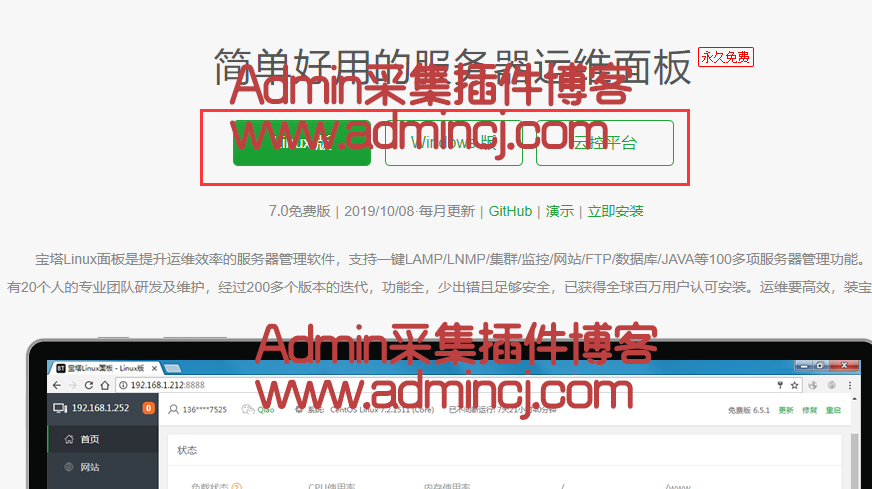 简单好用的服务器运维面板 永久免费
Admin采集插件博客
www.admincj.com
Linux 版 Windows 版 云控平台
7.0免费版 | 2019/10/08·每月更新 | GitHub | 演示 | 立即安装
宝塔Linux面板是提升运维效率的服务器管理软件，支持一键LAMP/LNMP/集群/监控/网站/FTP/数据库/JAVA等100多项服务器管理功能。
有20个人的专业团队研发及维护，经过200多个版本的迭代，功能全，少出错且足够安全，已获得全球百万用户认可安装。运维要高效，装宝
Admin采集插件博客
www.admincj.com
BT 宝塔Linux面板 - Linux版
192.168.1.212:8888
192.168.1.252 0 136****7525 Qiao 系统: CentOS Linux 7.2.1511 (Core) 已不间断运行: 7天21小时40分钟 免费版 6.5.1 更新 修复 重启
首页
状态
网站
负载状态 CPU使用率 内存使用率 / /www